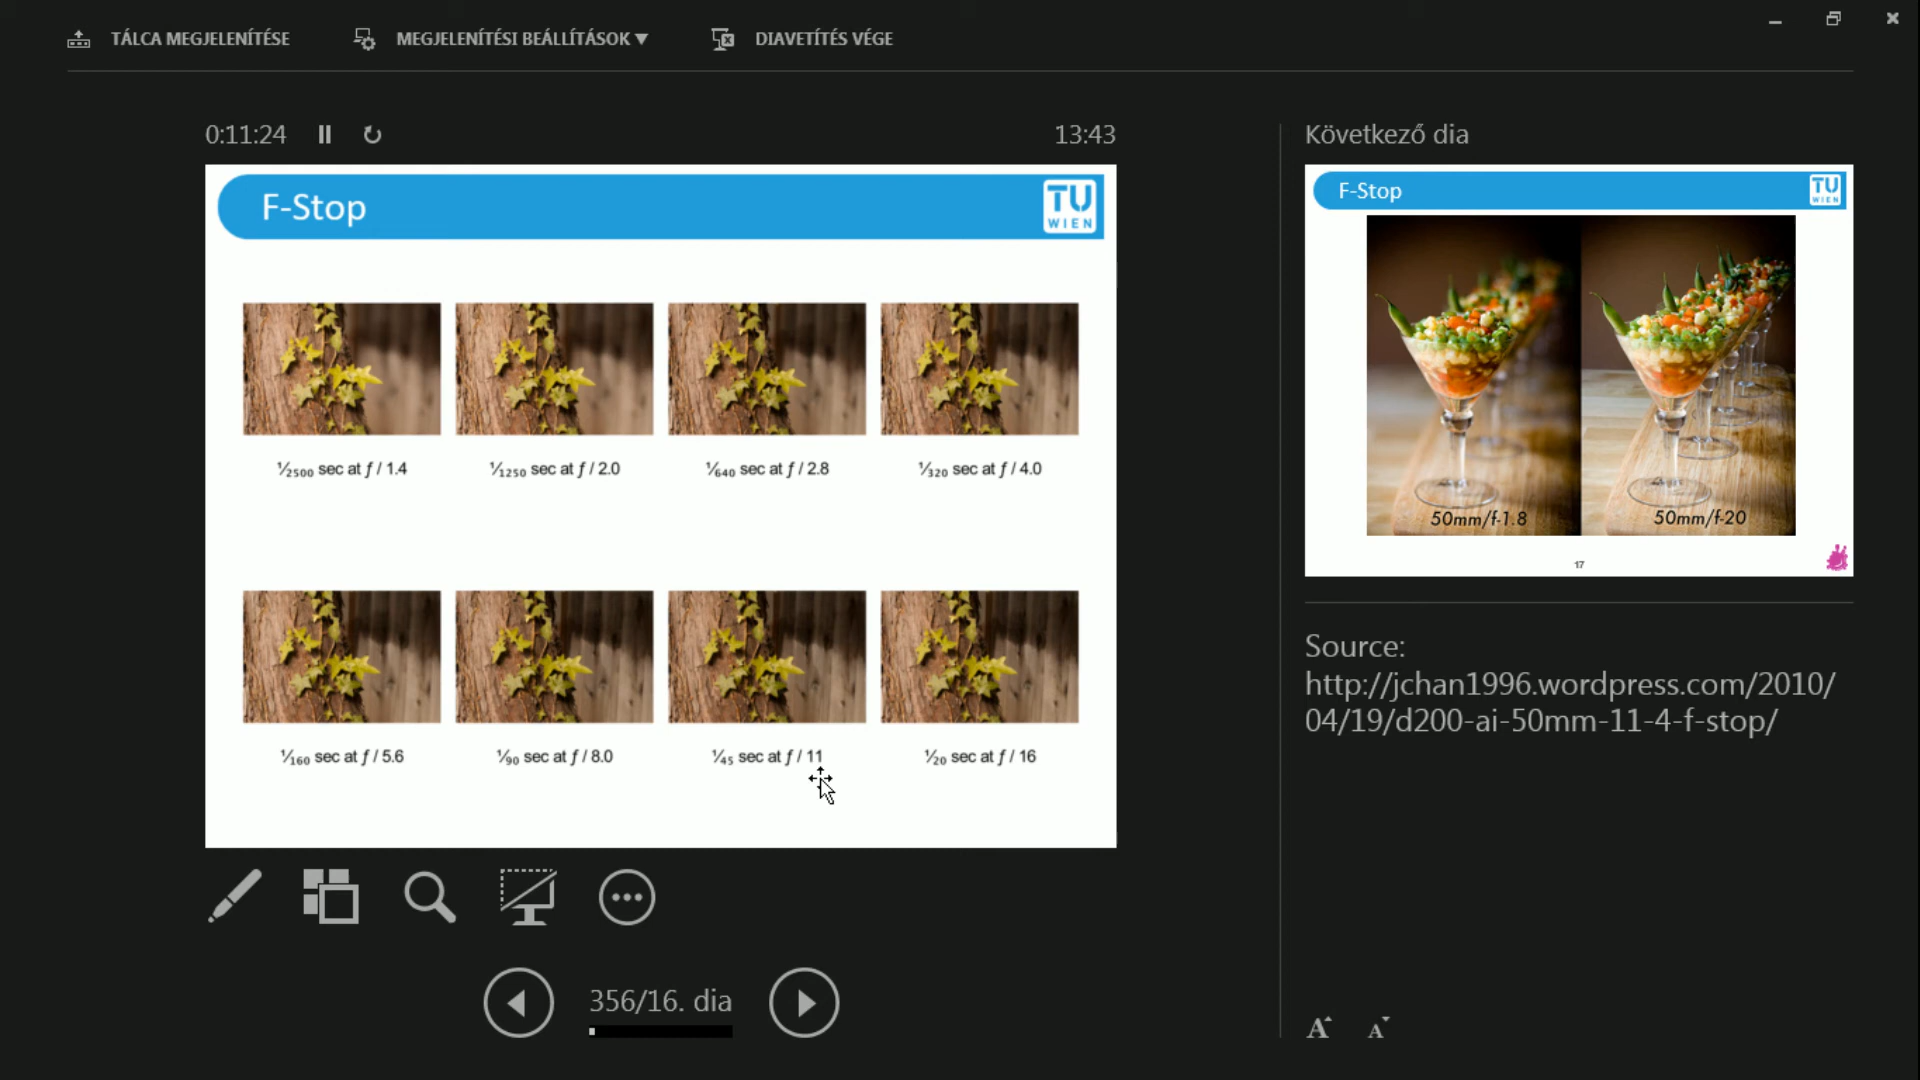 TÁLCA MEGJELENÍTÉSE
MEGJELENÍTÉSI BEÁLLÍTÁSOK ▼
DIAVETÍTÉS VÉGE
0:11:24
13:43
F-Stop
TU
WIEN
1/2500 sec at ƒ / 1.4
1/1250 sec at ƒ / 2.0
1/640 sec at ƒ / 2.8
1/320 sec at ƒ / 4.0
1/160 sec at ƒ / 5.6
1/90 sec at ƒ / 8.0
1/45 sec at ƒ / 11
1/20 sec at ƒ / 16
356/16. dia
Következő dia
F-Stop
TU
WIEN
50mm/f-1.8
50mm/f-20
17
Source:
http://jchan1996.wordpress.com/2010/
04/19/d200-ai-50mm-11-4-f-stop/
A
A